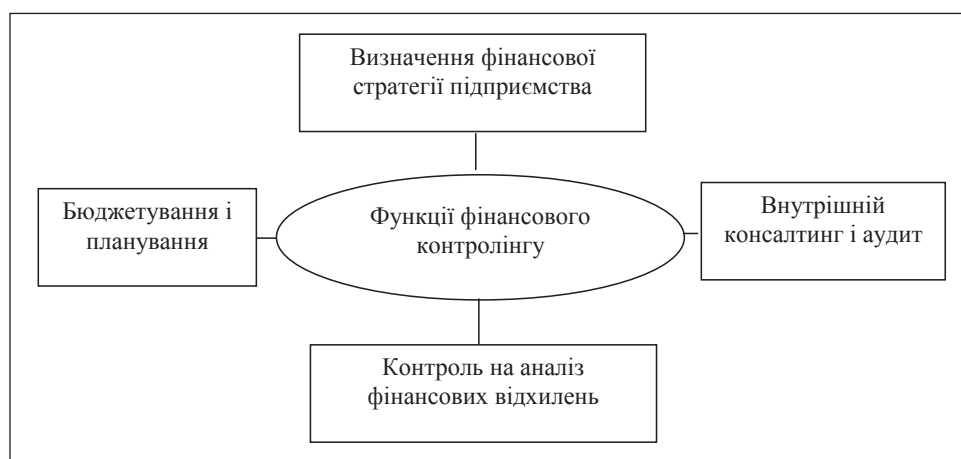 Визначення фінансової
стратегії підприємства
Бюджетування і
планування
Функції фінансового
контролінгу
Внутрішній
консалтинг і аудит
Контроль на аналіз
фінансових відхилень